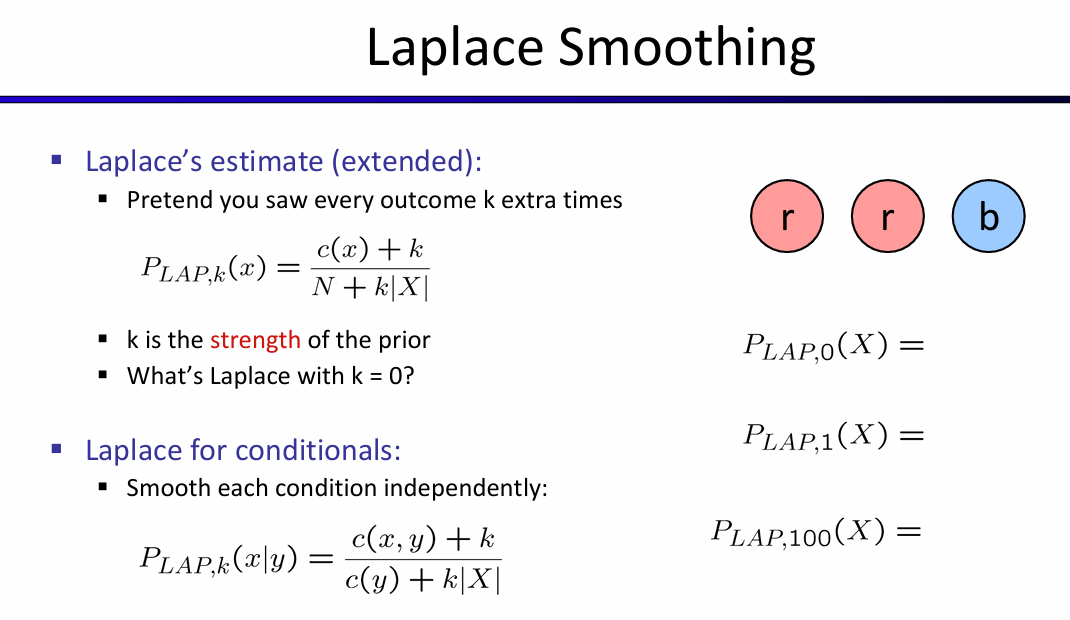 Laplace Smoothing
▪ Laplace’s estimate (extended):
▪ Pretend you saw every outcome k extra times
P_{LAP,k}(x) = \frac{c(x) + k}{N + k|X|}
▪ k is the strength of the prior
▪ What’s Laplace with k = 0?
▪ Laplace for conditionals:
▪ Smooth each condition independently:
P_{LAP,k}(x|y) = \frac{c(x, y) + k}{c(y) + k|X|}
r r b
P_{LAP,0}(X) =
P_{LAP,1}(X) =
P_{LAP,100}(X) =